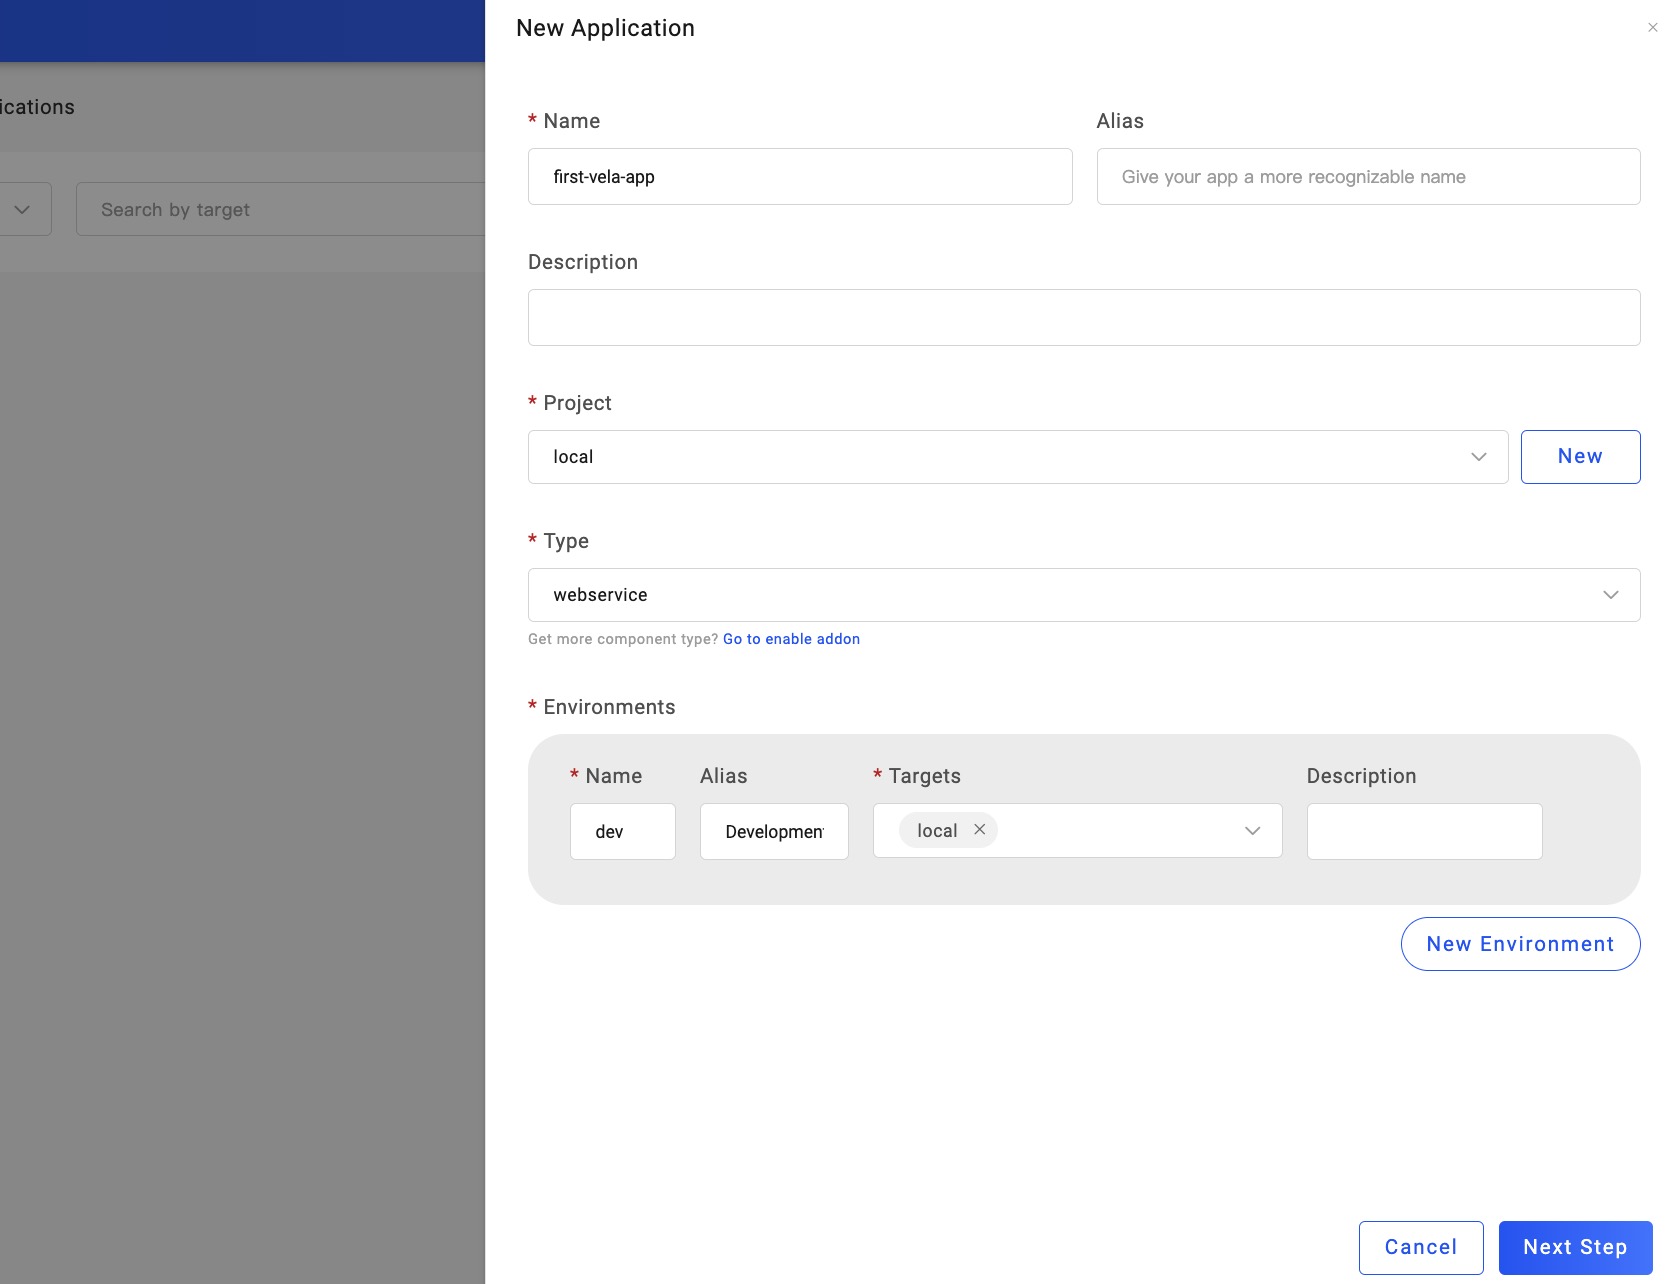 New Application
ications
* Name
Alias
first-vela-app
Give your app a more recognizable name
Search by target
Description
* Project
local
New
* Type
webservice
Get more component type? Go to enable addon
* Environments
* Name
Alias
* Targets
Description
dev
Developmen
local
New Environment
Cancel
Next Step